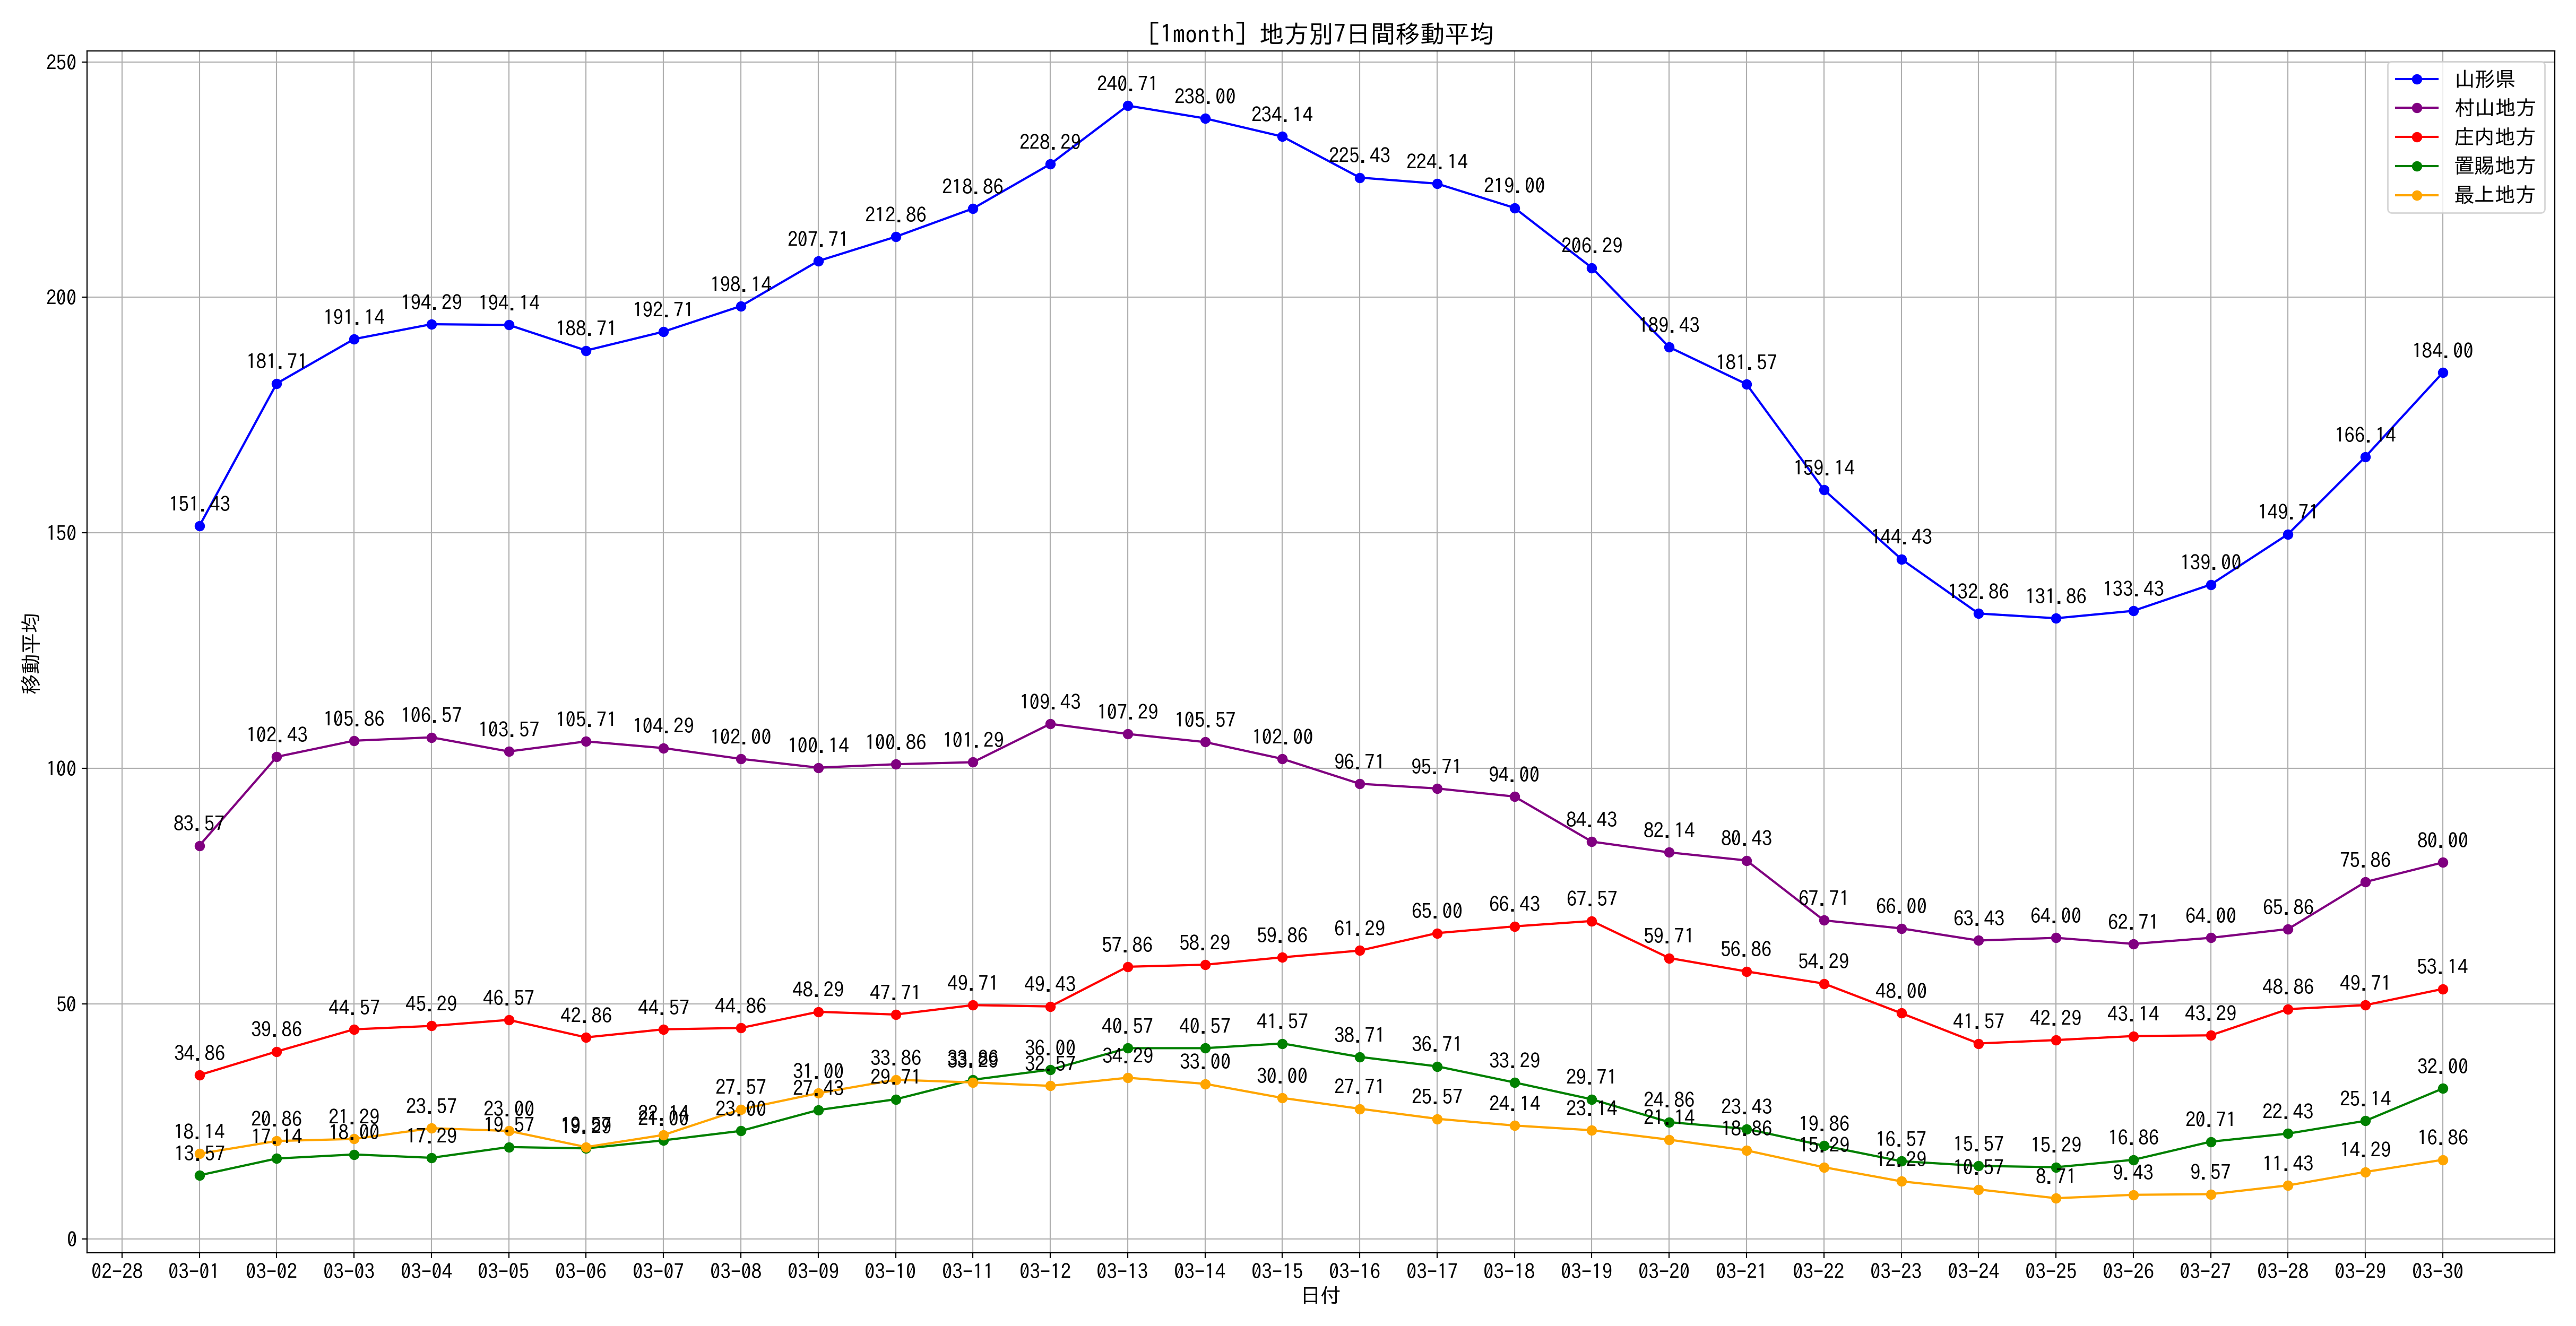 [1month] 地方別7日間移動平均
山形県
村山地方
庄内地方
置賜地方
最上地方
移動平均
250
200
150
100
50
0
151.43 181.71 191.14 194.29 194.14 188.71 192.71 198.14 207.71 212.86 218.86 228.29 240.71 238.00 234.14 225.43 224.14 219.00 206.29 189.43 181.57 159.14 144.43 132.86 131.86 133.43 139.00 149.71 166.14 184.00
83.57 102.43 105.86 106.57 103.57 105.71 104.29 102.00 100.14 100.86 101.29 109.43 107.29 105.57 102.00 96.71 95.71 94.00 84.43 82.14 80.43 67.71 66.00 63.43 64.00 62.71 64.00 65.86 75.86 80.00
34.86 39.86 44.57 45.29 46.57 42.86 44.57 44.86 48.29 47.71 49.71 49.43 57.86 58.29 59.86 61.29 65.00 66.43 67.57 59.71 56.86 54.29 48.00 41.57 42.29 43.14 43.29 48.86 49.71 53.14
13.57 17.14 18.00 17.29 19.57 19.29 21.00 23.00 27.43 29.71 33.86 36.00 40.57 40.57 41.57 38.71 36.71 33.29 29.71 24.86 23.43 19.86 16.57 15.57 15.29 16.86 20.71 22.43 25.14 32.00
18.14 20.86 21.29 23.57 23.00 19.57 22.14 27.57 31.00 33.86 33.29 32.57 34.29 33.00 30.00 27.71 25.57 24.14 23.14 21.14 18.86 15.29 12.29 10.57 8.71 9.43 9.57 11.43 14.29 16.86
02-28 03-01 03-02 03-03 03-04 03-05 03-06 03-07 03-08 03-09 03-10 03-11 03-12 03-13 03-14 03-15 03-16 03-17 03-18 03-19 03-20 03-21 03-22 03-23 03-24 03-25 03-26 03-27 03-28 03-29 03-30
日付